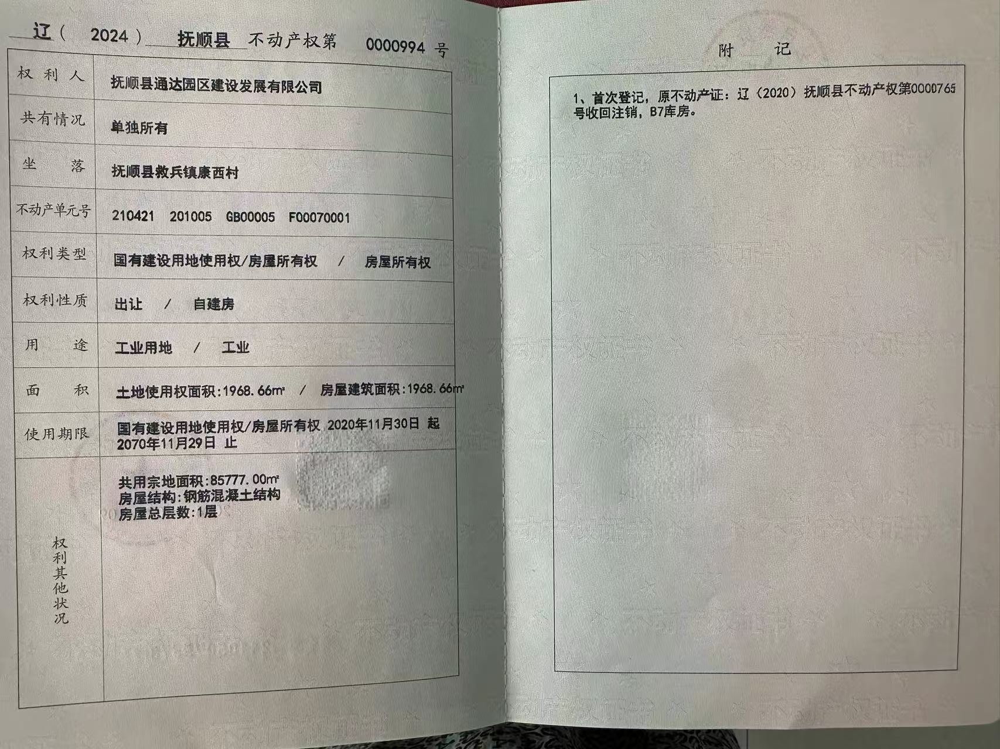 辽（ 2024 ） 抚顺县 不动产权第 0000994 号
权利人 抚顺县通达园区建设发展有限公司
共有情况 单独所有
坐落 抚顺县救兵镇康西村
不动产单元号 210421 201005 GB00005 F00070001
权利类型 国有建设用地使用权/房屋所有权 / 房屋所有权
权利性质 出让 / 自建房
用途 工业用地 / 工业
面积 土地使用权面积:1968.66㎡ / 房屋建筑面积:1968.66㎡
使用期限 国有建设用地使用权/房屋所有权 2020年11月30日 起
2070年11月29日 止
权利其他状况
共用宗地面积:85777.00㎡
房屋结构:钢筋混凝土结构
房屋总层数:1层
附记
1、首次登记，原不动产证：辽（2020）抚顺县不动产权第0000765
号收回注销，B7库房。